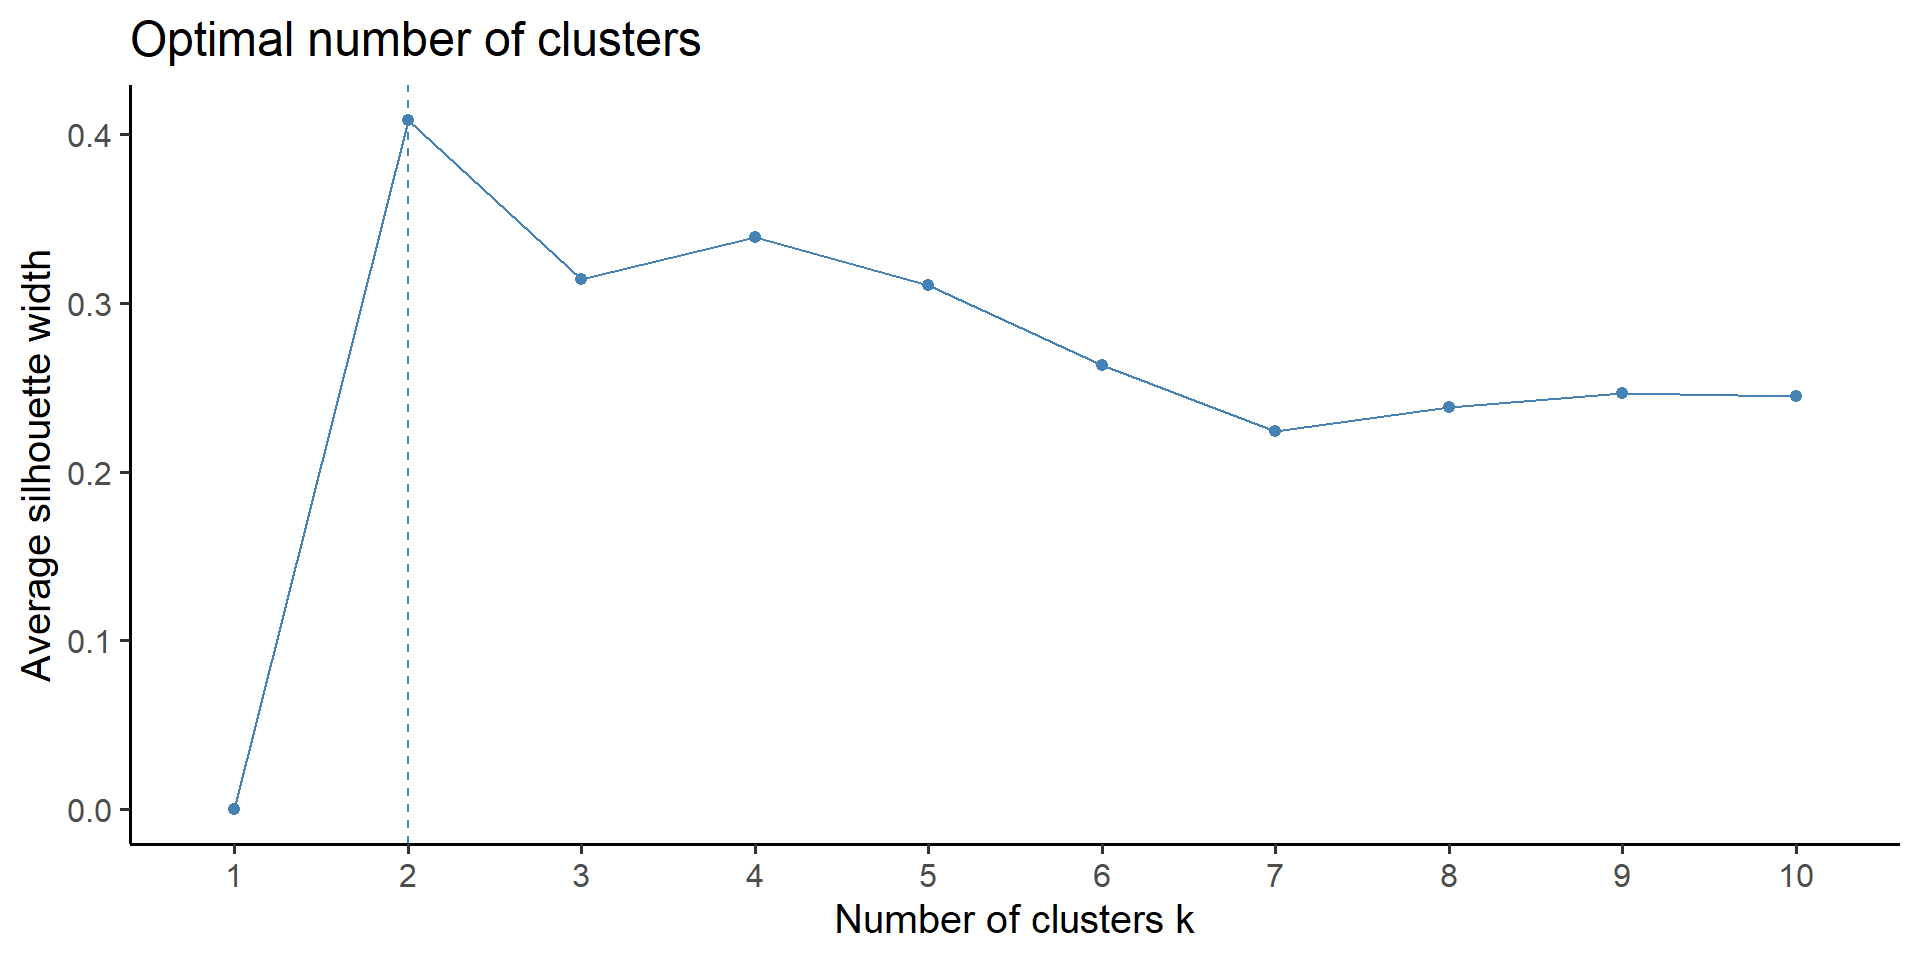 Optimal number of clusters
Average silhouette width
0.4
0.3
0.2
0.1
0.0
1 2 3 4 5 6 7 8 9 10
Number of clusters k